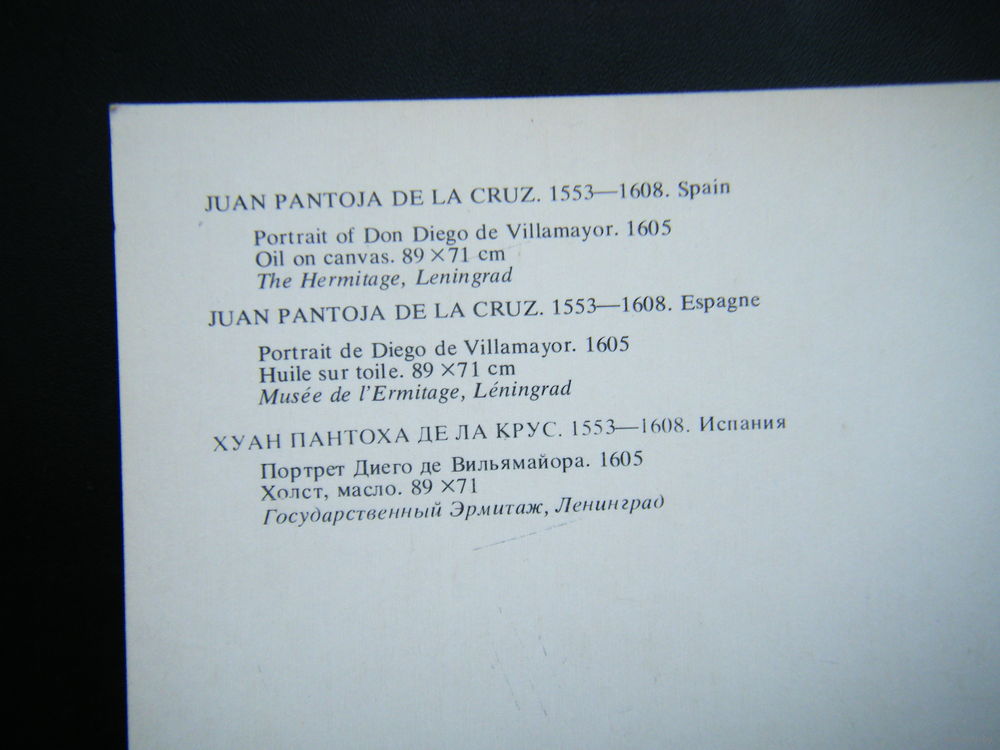 JUAN PANTOJA DE LA CRUZ. 1553—1608. Spain
Portrait of Don Diego de Villamayor. 1605
Oil on canvas. 89 ×71 cm
The Hermitage, Leningrad
JUAN PANTOJA DE LA CRUZ. 1553—1608. Espagne
Portrait de Diego de Villamayor. 1605
Huile sur toile. 89 ×71 cm
Musée de l'Ermitage, Léningrad
ХУАН ПАНТОХА ДЕ ЛА КРУС. 1553—1608. Испания
Портрет Диего де Вильямайора. 1605
Холст, масло. 89 ×71
Государственный Эрмитаж, Ленинград